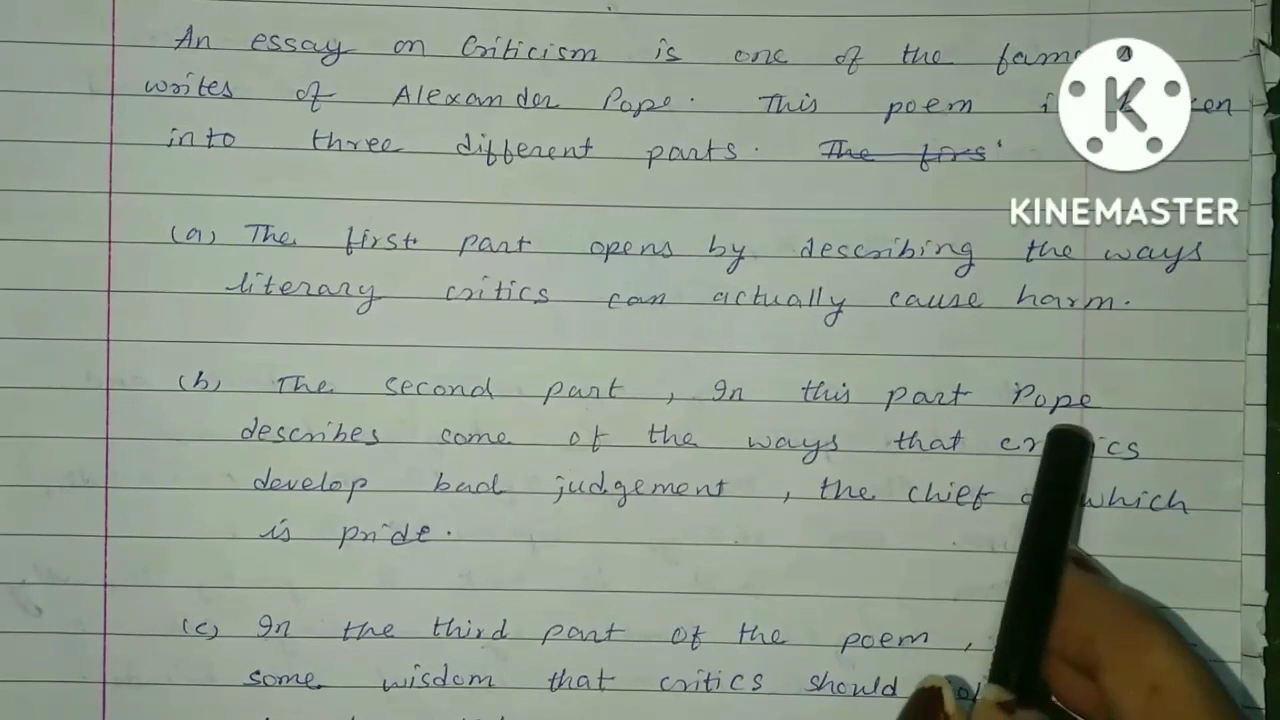 An essay on Criticism is one of the
writes of Alexander Pope. This poem
into three different parts. The firs
KINEMASTER
(a) The first part opens by describing the ways
literary critics can actually cause harm.
(b) The second part, In this part Pope
describes come of the ways that
develop bad judgement, the chief which
is pride.
(c) In the third part of the poem,
some wisdom that critics should